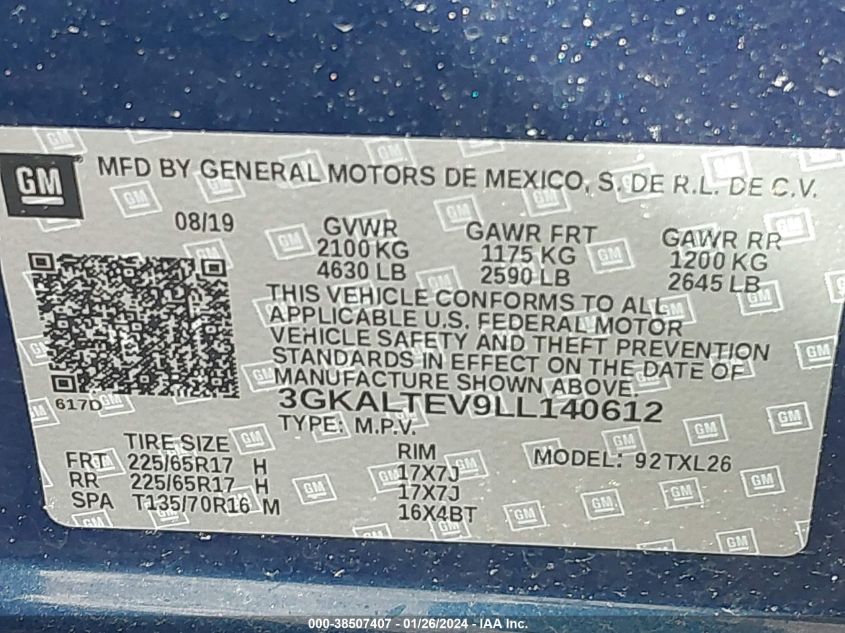 GM
MFD BY GENERAL MOTORS DE MEXICO, S. DE R.L. DE C.V.
08/19
GVWR
2100 KG
4630 LB
GAWR FRT
1175 KG
2590 LB
GAWR RR
1200 KG
2645 LB
THIS VEHICLE CONFORMS TO ALL
APPLICABLE U.S. FEDERAL MOTOR
VEHICLE SAFETY AND THEFT PREVENTION
STANDARDS IN EFFECT ON THE DATE OF
MANUFACTURE SHOWN ABOVE.
617D
3GKALTEV9LL140612
TYPE: M.P.V.
TIRE SIZE
FRT 225/65R17 H
RR 225/65R17 H
SPA T135/70R16 M
RIM
17X7J
17X7J
16X4BT
MODEL: 92TXL26
000-38507407 - 01/26/2024 - IAA Inc.